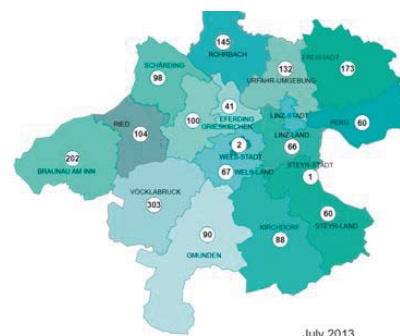 145
ROHRBACH
FREISTADT
SCHÄRDING
98
132
URFAHR-UMGEBUNG
173
41
EFERDING
LINZ-STADT
PERG 60
RIED
104
100
GRIESKIRCHEN
LINZ-LAND
66
2
WELS-STADT
STEYR-STADT
1
202
BRAUNAU AM INN
67 WELS-LAND
VÖCKLABRUCK
303
60
STEYR-LAND
90
GMUNDEN
KIRCHDORF
88
July 2013